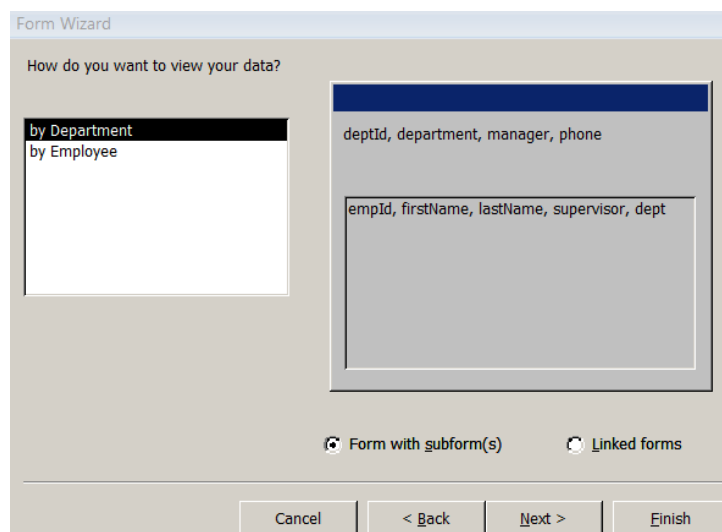 Form Wizard
How do you want to view your data?
by Department
by Employee
deptId, department, manager, phone
empId, firstName, lastName, supervisor, dept
Form with subform(s)
Linked forms
Cancel
< Back
Next >
Finish